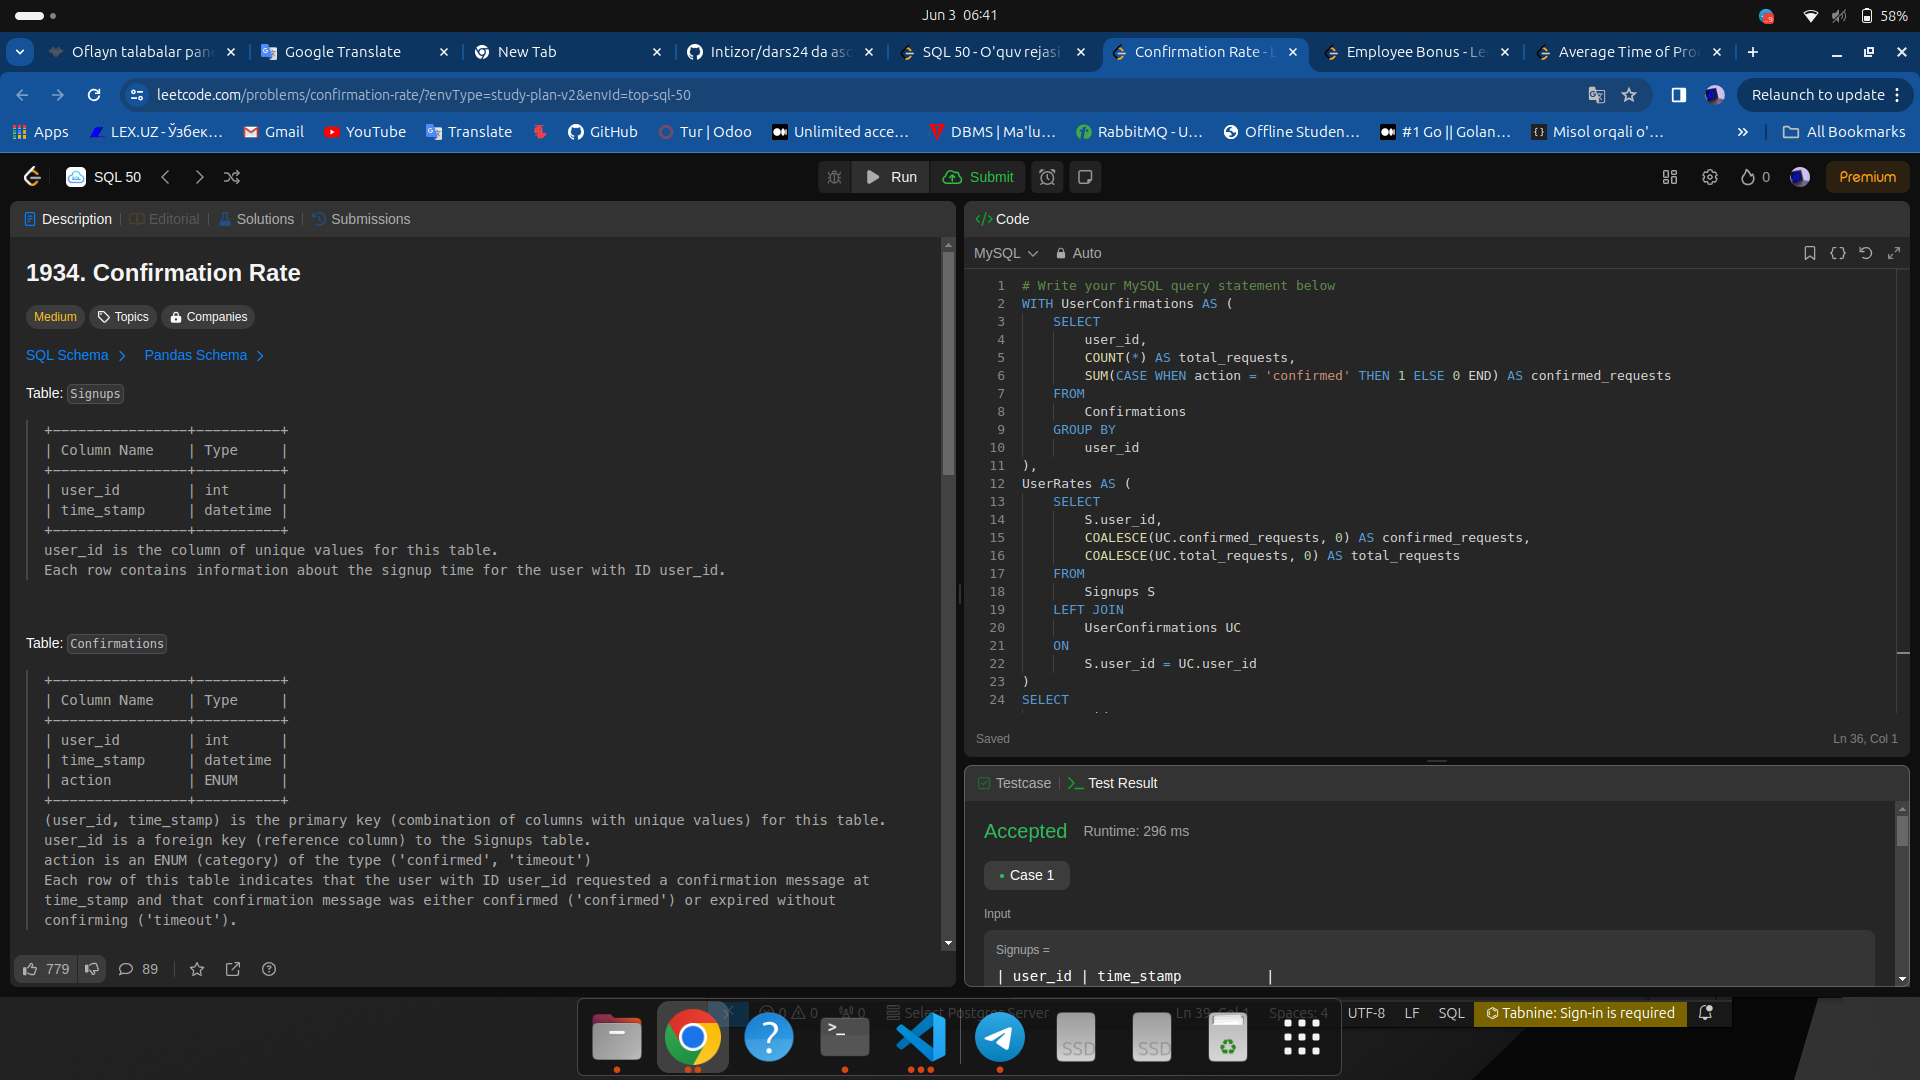 Jun 3 06:41
58%
Oflayn talabalar pan
Google Translate
New Tab
Intizor/dars24 da asc
SQL 50 - O'quv rejasi
Confirmation Rate - L
Employee Bonus - Le
Average Time of Pro
leetcode.com/problems/confirmation-rate/?envType=study-plan-v2&envId=top-sql-50
Relaunch to update
Apps
LEX.UZ - Ўзбек...
Gmail
YouTube
Translate
GitHub
Tur | Odoo
Unlimited acce...
DBMS | Ma'lu...
RabbitMQ - U...
Offline Studen...
#1 Go || Golan...
Misol orqali o'...
All Bookmarks
SQL 50
Run
Submit
0
Premium
Description
Editorial
Solutions
Submissions
1934. Confirmation Rate
Medium
Topics
Companies
SQL Schema
Pandas Schema
Table: Signups
+----------------+----------+
| Column Name    | Type     |
+----------------+----------+
| user_id        | int      |
| time_stamp     | datetime |
+----------------+----------+
user_id is the column of unique values for this table.
Each row contains information about the signup time for the user with ID user_id.
Table: Confirmations
+----------------+----------+
| Column Name    | Type     |
+----------------+----------+
| user_id        | int      |
| time_stamp     | datetime |
| action         | ENUM     |
+----------------+----------+
(user_id, time_stamp) is the primary key (combination of columns with unique values) for this table.
user_id is a foreign key (reference column) to the Signups table.
action is an ENUM (category) of the type ('confirmed', 'timeout')
Each row of this table indicates that the user with ID user_id requested a confirmation message at
time_stamp and that confirmation message was either confirmed ('confirmed') or expired without
confirming ('timeout').
779
89
Code
MySQL
Auto
1 # Write your MySQL query statement below
2 WITH UserConfirmations AS (
3     SELECT
4         user_id,
5         COUNT(*) AS total_requests,
6         SUM(CASE WHEN action = 'confirmed' THEN 1 ELSE 0 END) AS confirmed_requests
7     FROM
8         Confirmations
9     GROUP BY
10         user_id
11 ),
12 UserRates AS (
13     SELECT
14         S.user_id,
15         COALESCE(UC.confirmed_requests, 0) AS confirmed_requests,
16         COALESCE(UC.total_requests, 0) AS total_requests
17     FROM
18         Signups S
19     LEFT JOIN
20         UserConfirmations UC
21     ON
22         S.user_id = UC.user_id
23 )
24 SELECT
Saved
Ln 36, Col 1
Testcase
Test Result
Accepted
Runtime: 296 ms
Case 1
Input
Signups =
| user_id | time_stamp          |
0 0
0
Select Postgres Server
Ln 39, Col 1
Spaces: 4
UTF-8
LF
SQL
Tabnine: Sign-in is required
SSD
SSD